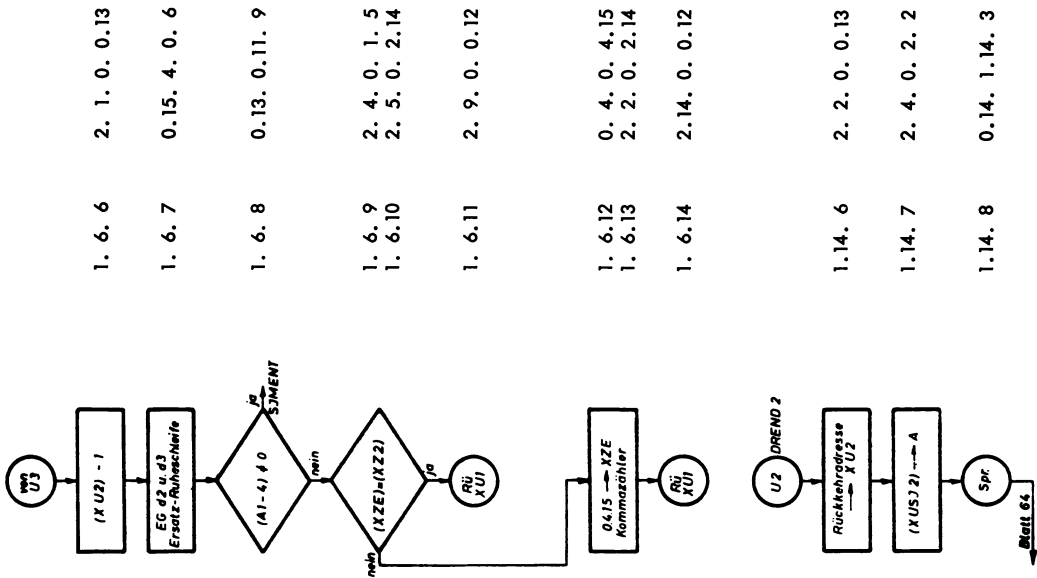 von
U3
(XU2) - 1
1. 6. 6 2. 1. 0. 0.13
EG d2 u. d3
Ersatz-Ruheschleife
1. 6. 7 0.15. 4. 0. 6
(A1-4) ≠ 0
ja
SJMENT
1. 6. 8 0.13. 0.11. 9
nein
(XZE)=(XZ2)
nein
ja
1. 6. 9 2. 4. 0. 1. 5
1. 6.10 2. 5. 0. 2.14
Rü
XU1
1. 6.11 2. 9. 0. 0.12
0.4.15 → XZE
Kommazähler
1. 6.12 0. 4. 0. 4.15
1. 6.13 2. 2. 0. 2.14
Rü
XU1
1. 6.14 2.14. 0. 0.12
U2
DREND 2
Rückkehradresse
→ XU2
1.14. 6 2. 2. 0. 0.13
(XUSJ2) → A
1.14. 7 2. 4. 0. 2. 2
Spr.
1.14. 8 0.14. 1.14. 3
Blatt 64